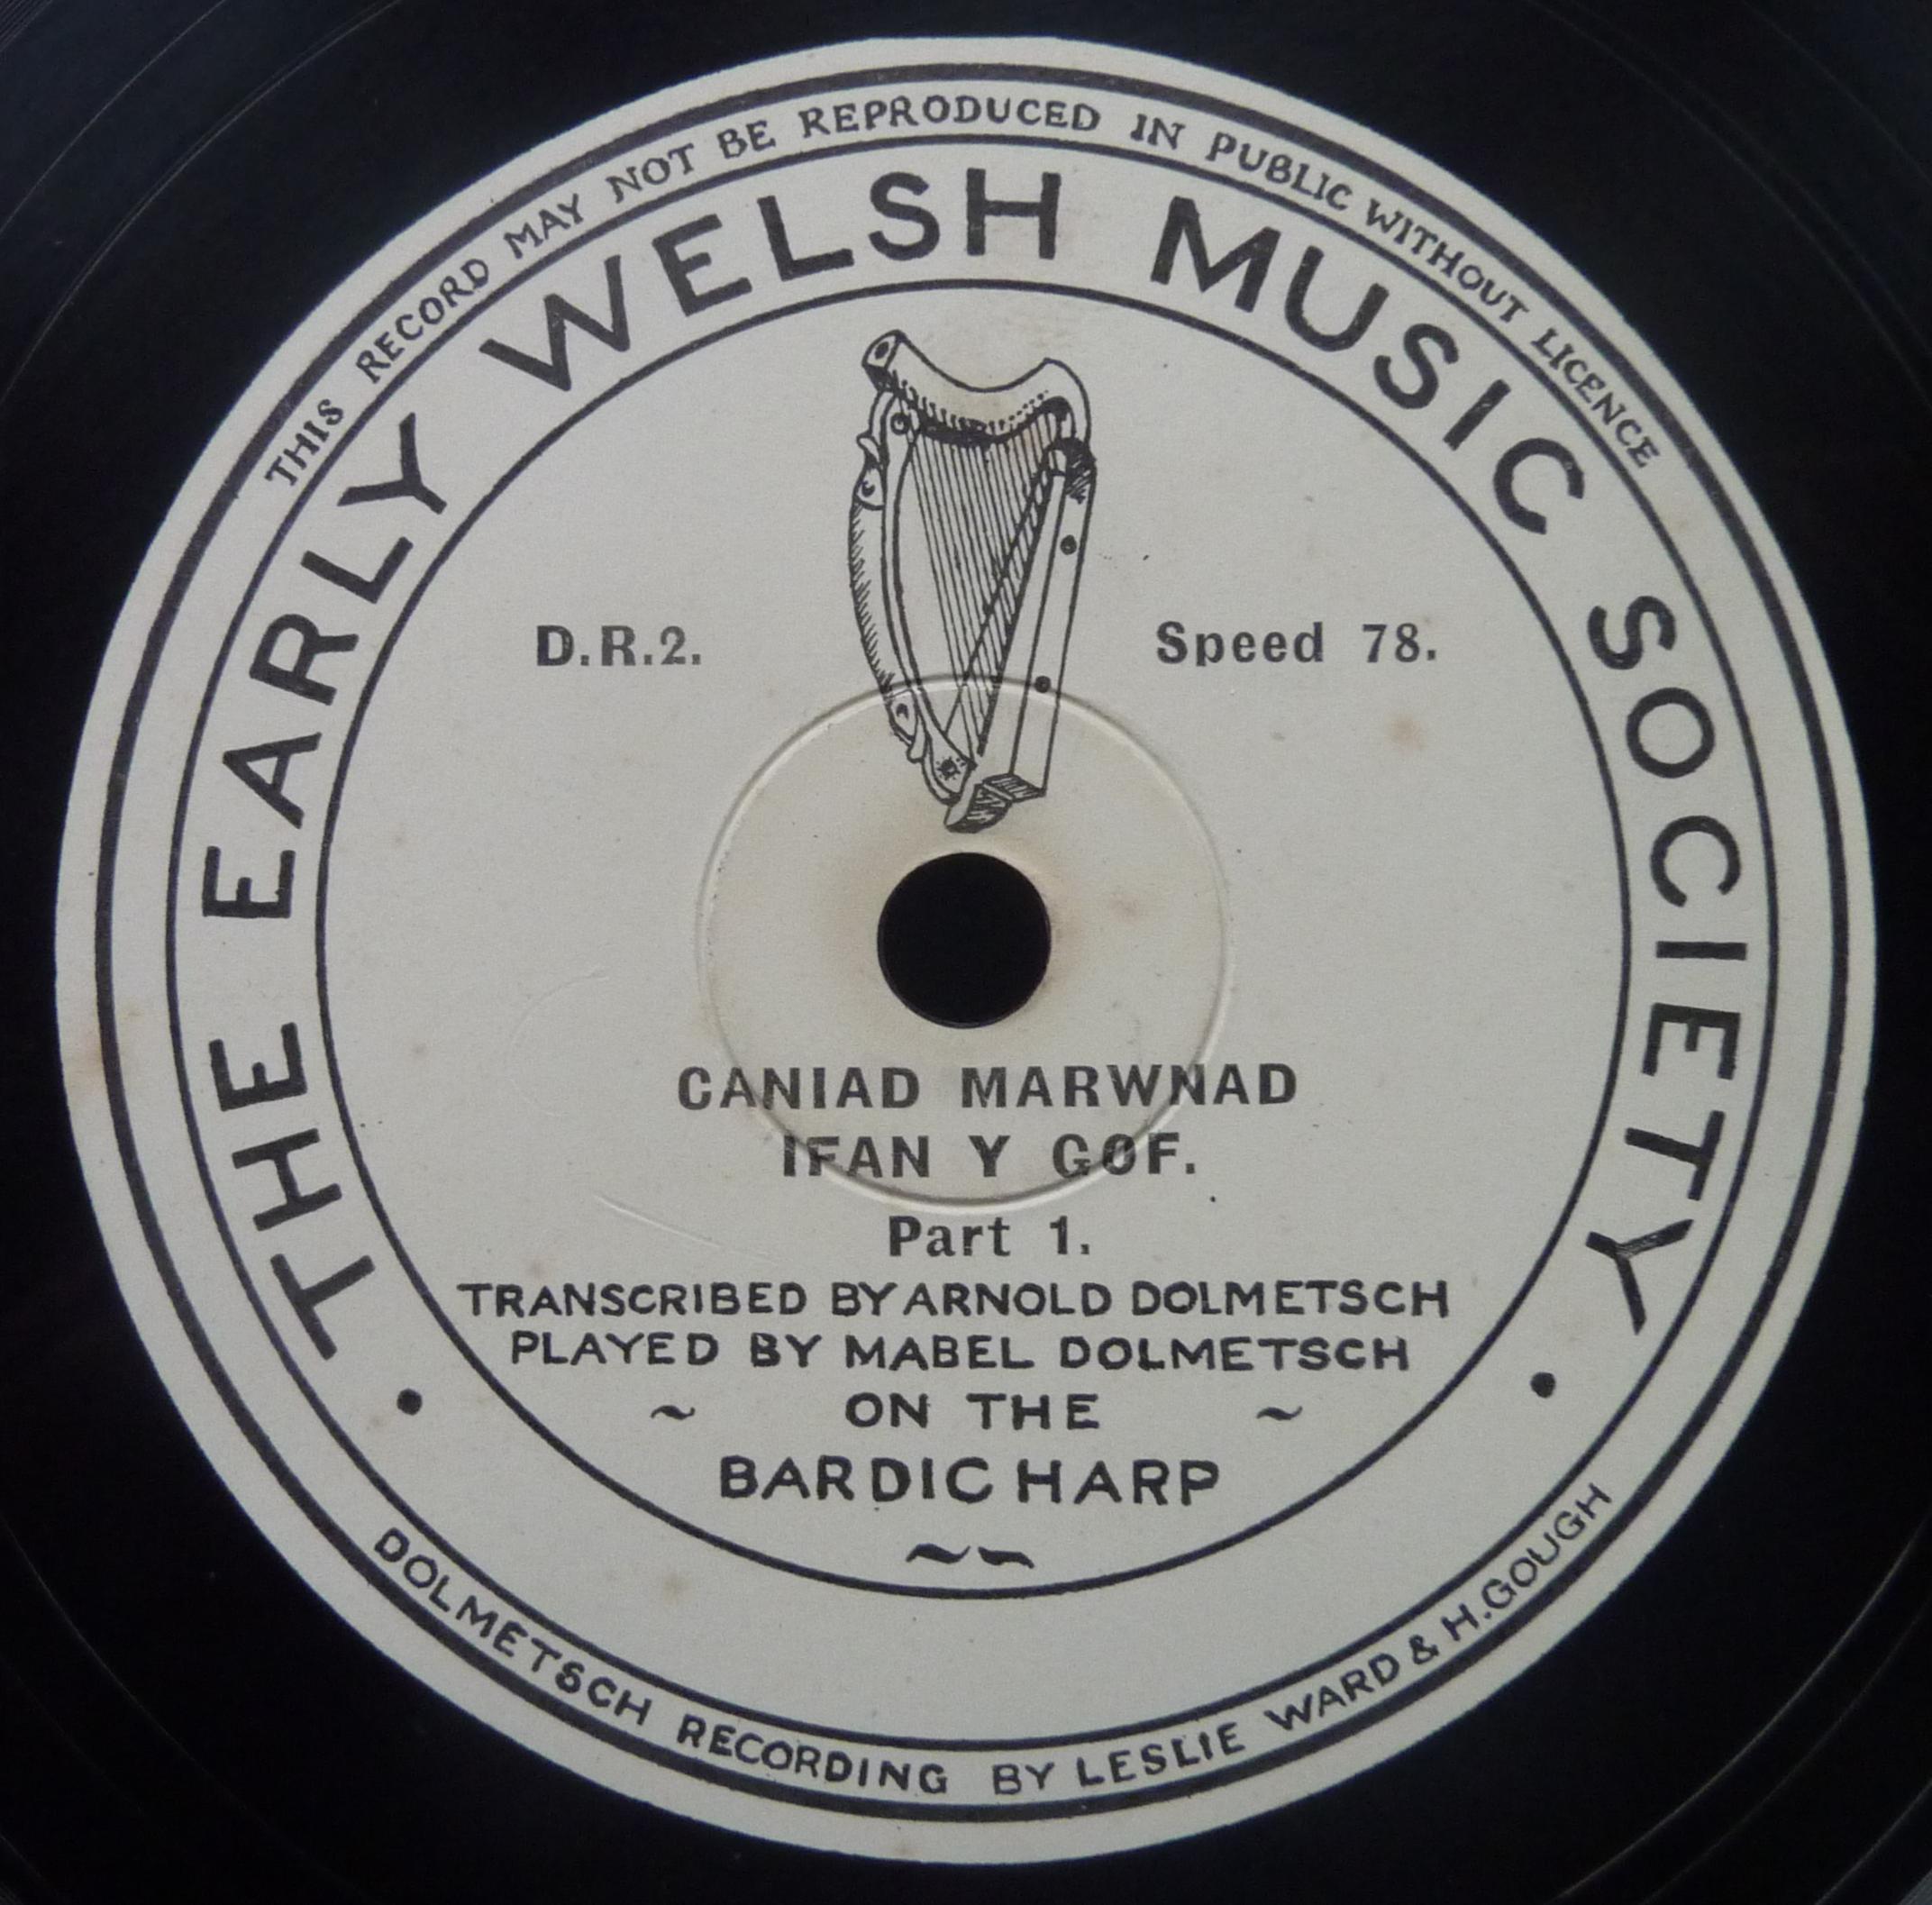 THIS RECORD MAY NOT BE REPRODUCED IN PUBLIC WITHOUT LICENCE
THE EARLY WELSH MUSIC SOCIETY
D.R.2.
Speed 78.
CANIAD MARWNAD
IFAN Y GOF.
Part 1.
TRANSCRIBED BY ARNOLD DOLMETSCH
PLAYED BY MABEL DOLMETSCH
~ ON THE ~
BARDIC HARP
~~
DOLMETSCH RECORDING BY LESLIE WARD & H. GOUGH